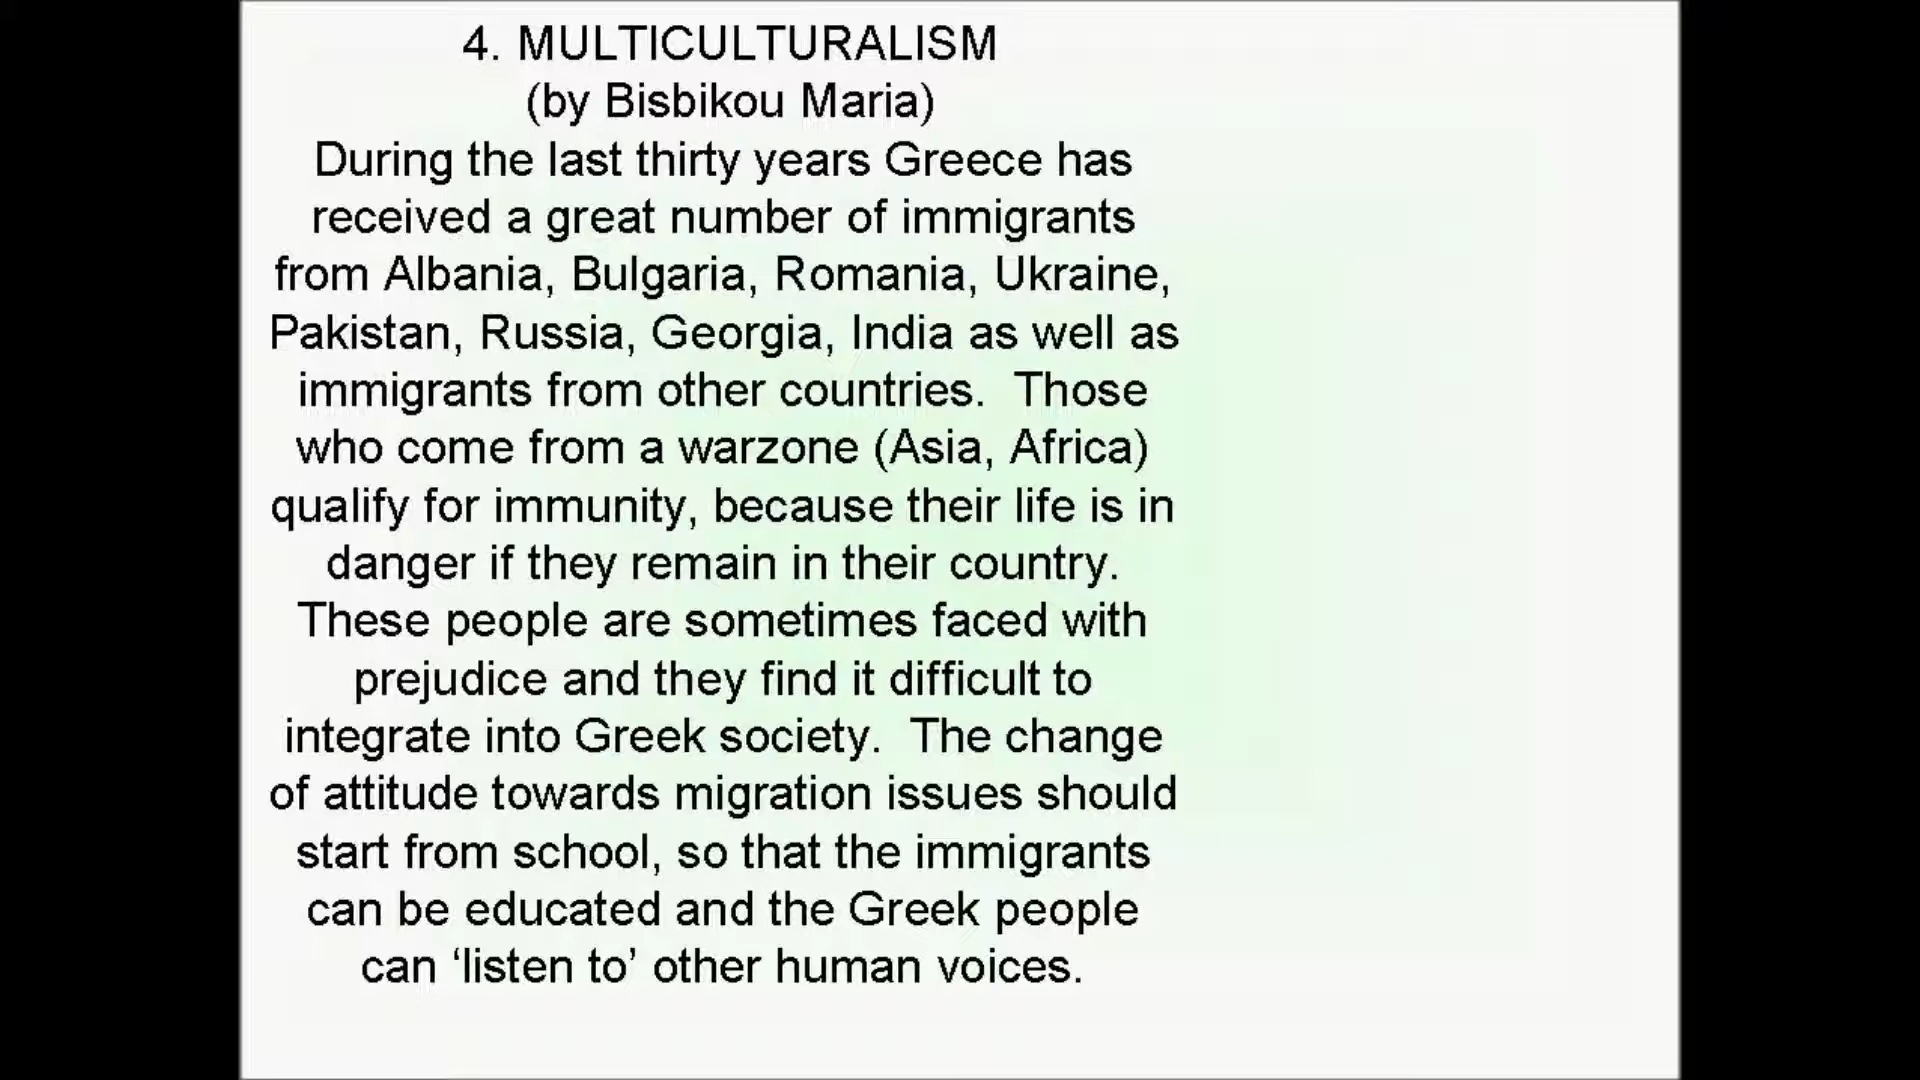 4. MULTICULTURALISM
(by Bisbikou Maria)
During the last thirty years Greece has
received a great number of immigrants
from Albania, Bulgaria, Romania, Ukraine,
Pakistan, Russia, Georgia, India as well as
immigrants from other countries.  Those
who come from a warzone (Asia, Africa)
qualify for immunity, because their life is in
danger if they remain in their country.
These people are sometimes faced with
prejudice and they find it difficult to
integrate into Greek society.  The change
of attitude towards migration issues should
start from school, so that the immigrants
can be educated and the Greek people
can ‘listen to’ other human voices.